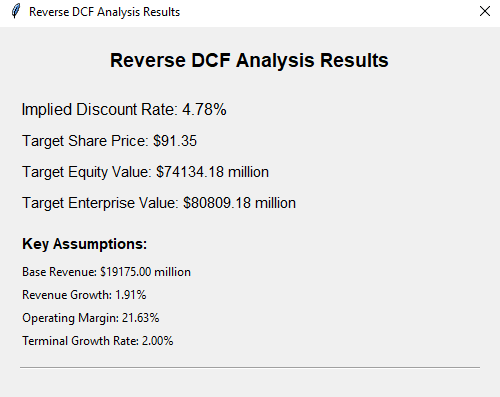 Reverse DCF Analysis Results
Reverse DCF Analysis Results
Implied Discount Rate: 4.78%
Target Share Price: $91.35
Target Equity Value: $74134.18 million
Target Enterprise Value: $80809.18 million
Key Assumptions:
Base Revenue: $19175.00 million
Revenue Growth: 1.91%
Operating Margin: 21.63%
Terminal Growth Rate: 2.00%